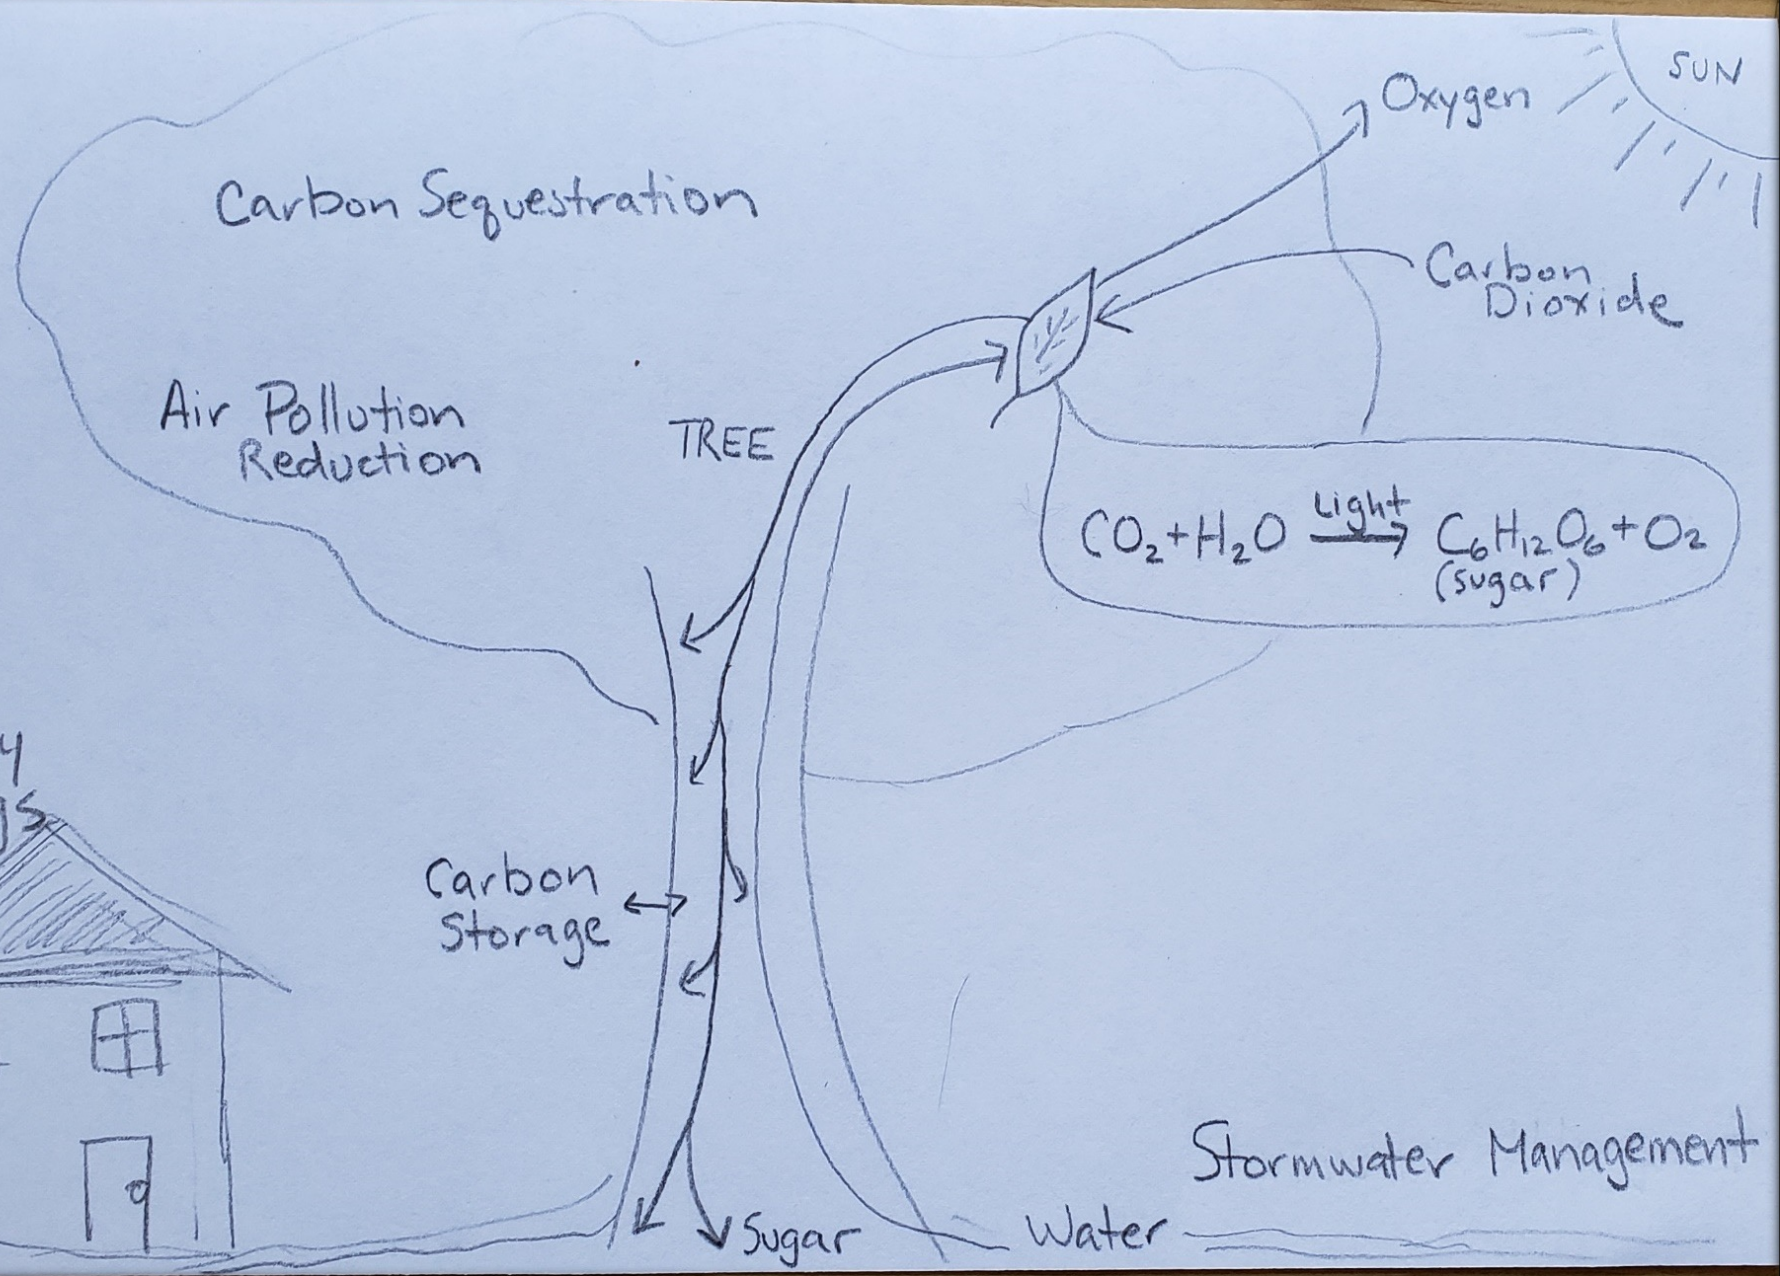 SUN
Oxygen
Carbon Sequestration
Carbon
Dioxide
Air Pollution
Reduction
TREE
Light
CO₂+H₂O → C₆H₁₂O₆+O₂
(sugar)
Carbon
Storage
Stormwater Management
Sugar
Water